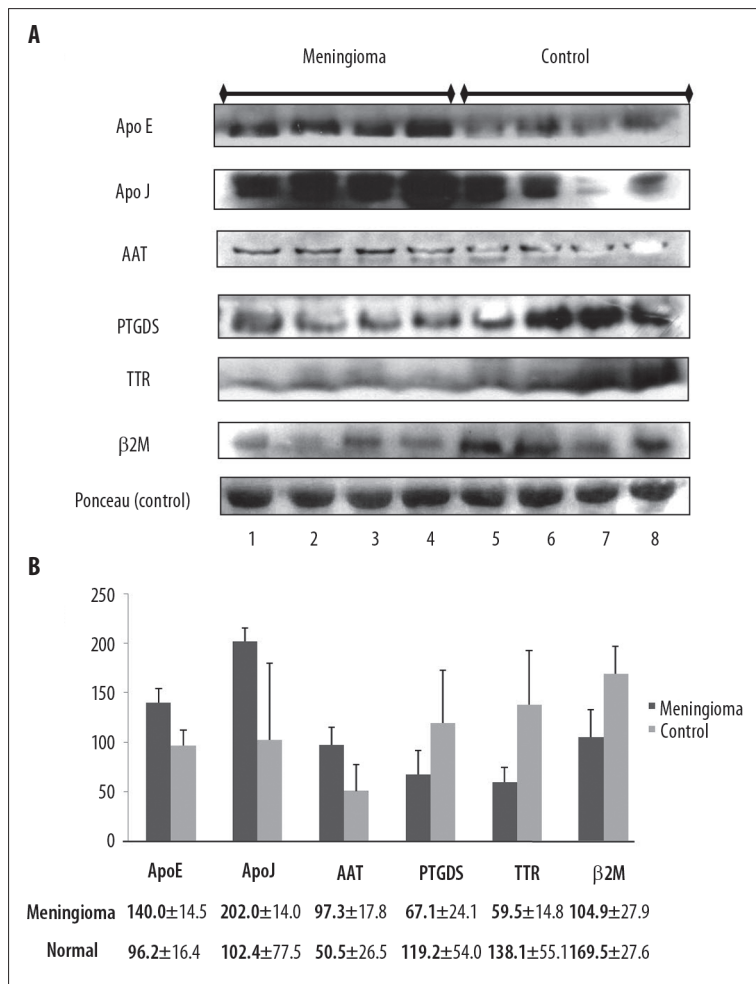 A
Meningioma Control
Apo E
Apo J
AAT
PTGDS
TTR
β2M
Ponceau (control)
1 2 3 4 5 6 7 8
B
250
200
150
100
50
0
Meningioma
Control
ApoE ApoJ AAT PTGDS TTR β2M
Meningioma 140.0±14.5 202.0±14.0 97.3±17.8 67.1±24.1 59.5±14.8 104.9±27.9
Normal 96.2±16.4 102.4±77.5 50.5±26.5 119.2±54.0 138.1±55.1 169.5±27.6